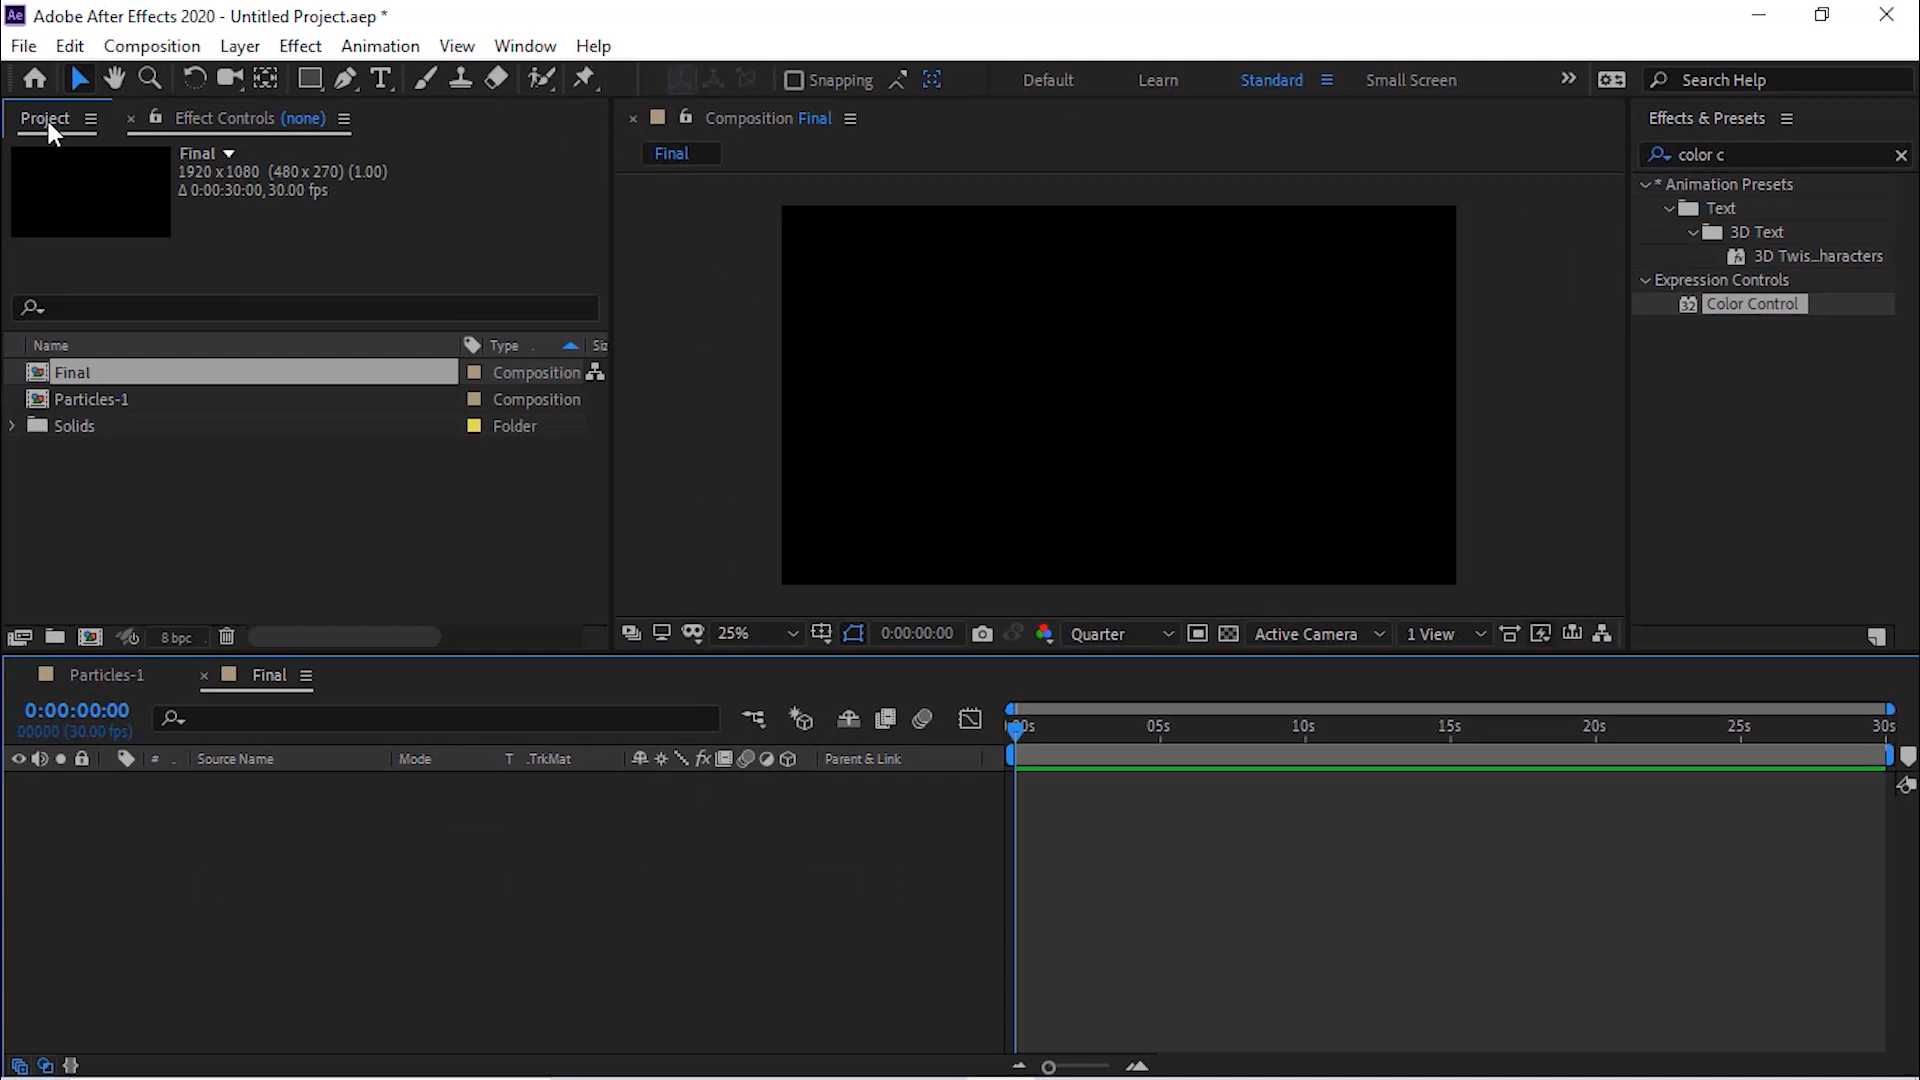 Ae Adobe After Effects 2020 - Untitled Project.aep *
File Edit Composition Layer Effect Animation View Window Help
T Snapping Default Learn Standard Small Screen Search Help
Project Effect Controls (none) Composition Final Effects & Presets
Final
1920 x 1080 (480 x 270) (1.00)
Δ 0:00:30:00, 30.00 fps
Final
color c
* Animation Presets
Text
3D Text
3D Twis...haracters
Expression Controls
32 Color Control
Name Type Siz
Final Composition
Particles-1 Composition
Solids Folder
8 bpc 25% 0:00:00:00 Quarter Active Camera 1 View
Particles-1 Final
0:00:00:00
00000 (30.00 fps)
:00s 05s 10s 15s 20s 25s 30s
# Source Name Mode T .TrkMat fx Parent & Link